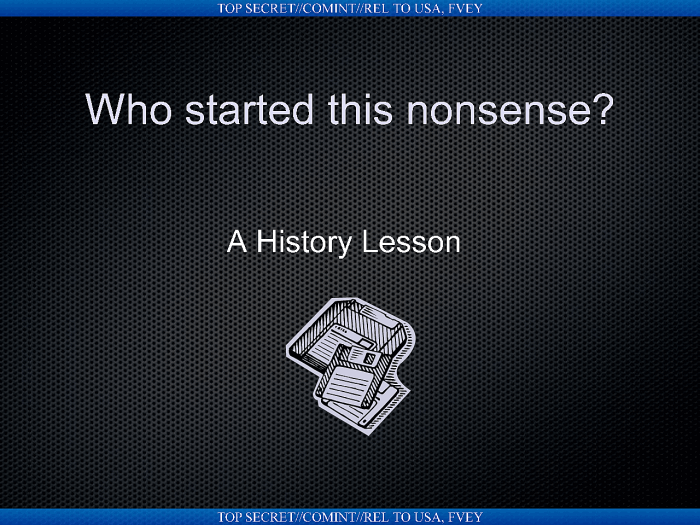 TOP SECRET//COMINT//REL TO USA, FVEY
Who started this nonsense?
A History Lesson
TOP SECRET//COMINT//REL TO USA, FVEY